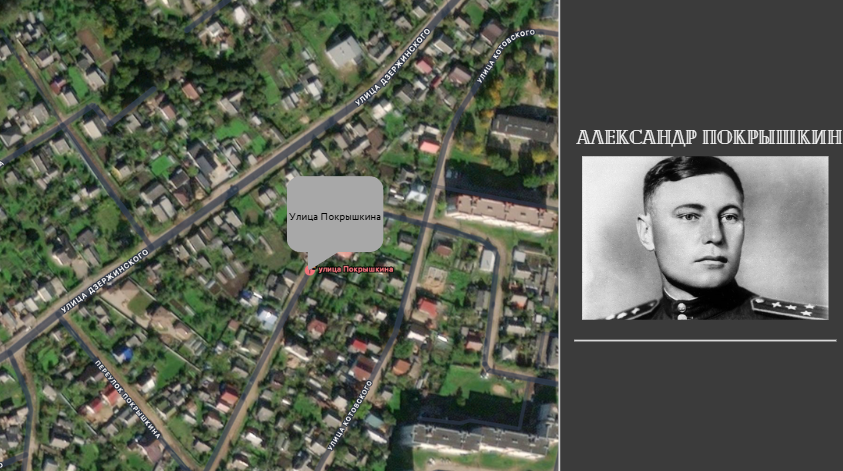 УЛИЦА ДЗЕРЖИНСКОГО
УЛИЦА КОТОВСКОГО
АЛЕКСАНДР ПОКРЫШКИН
Улица Покрышкина
улица Покрышкина
УЛИЦА ДЗЕРЖИНСКОГО
ПЕРЕУЛОК ПОКРЫШКИНА
УЛИЦА КОТОВСКОГО